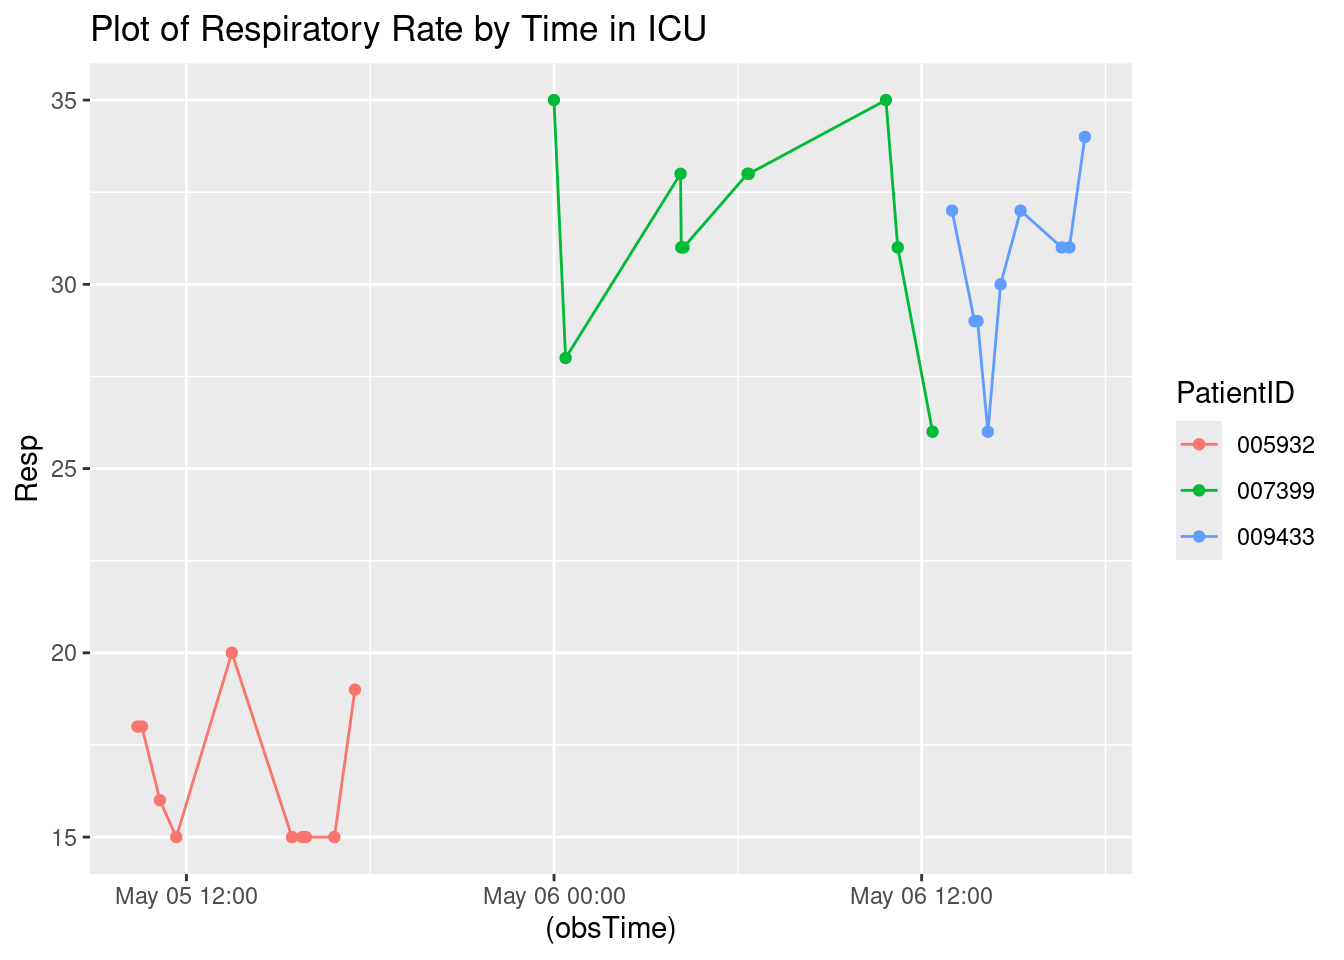 Plot of Respiratory Rate by Time in ICU
35
30
25
20
15
Resp
May 05 12:00
May 06 00:00
May 06 12:00
(obsTime)
PatientID
005932
007399
009433